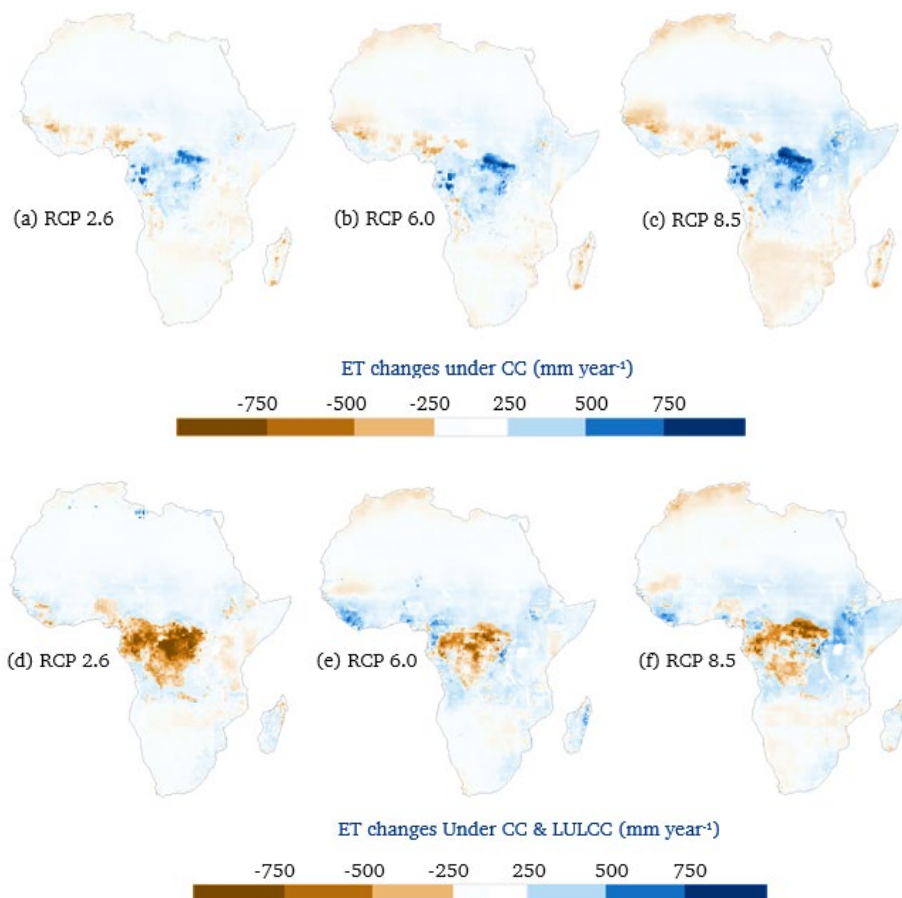 (a) RCP 2.6
(b) RCP 6.0
(c) RCP 8.5
ET changes under CC (mm year⁻¹)
-750 -500 -250 250 500 750
(d) RCP 2.6
(e) RCP 6.0
(f) RCP 8.5
ET changes Under CC & LULCC (mm year⁻¹)
-750 -500 -250 250 500 750